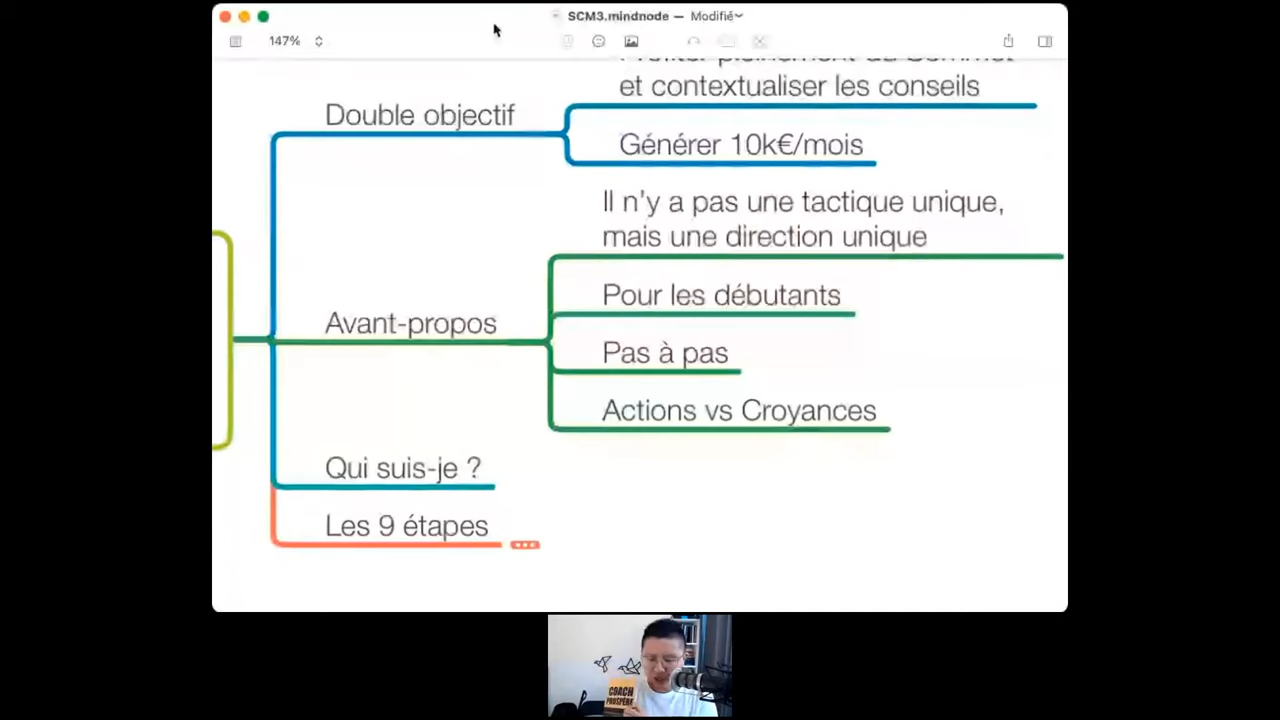 SCM3.mindnode — Modifié
147%
et contextualiser les conseils
Double objectif
Générer 10k€/mois
Il n'y a pas une tactique unique,
mais une direction unique
Pour les débutants
Avant-propos
Pas à pas
Actions vs Croyances
Qui suis-je ?
Les 9 étapes
COACH
PROSPÈRE